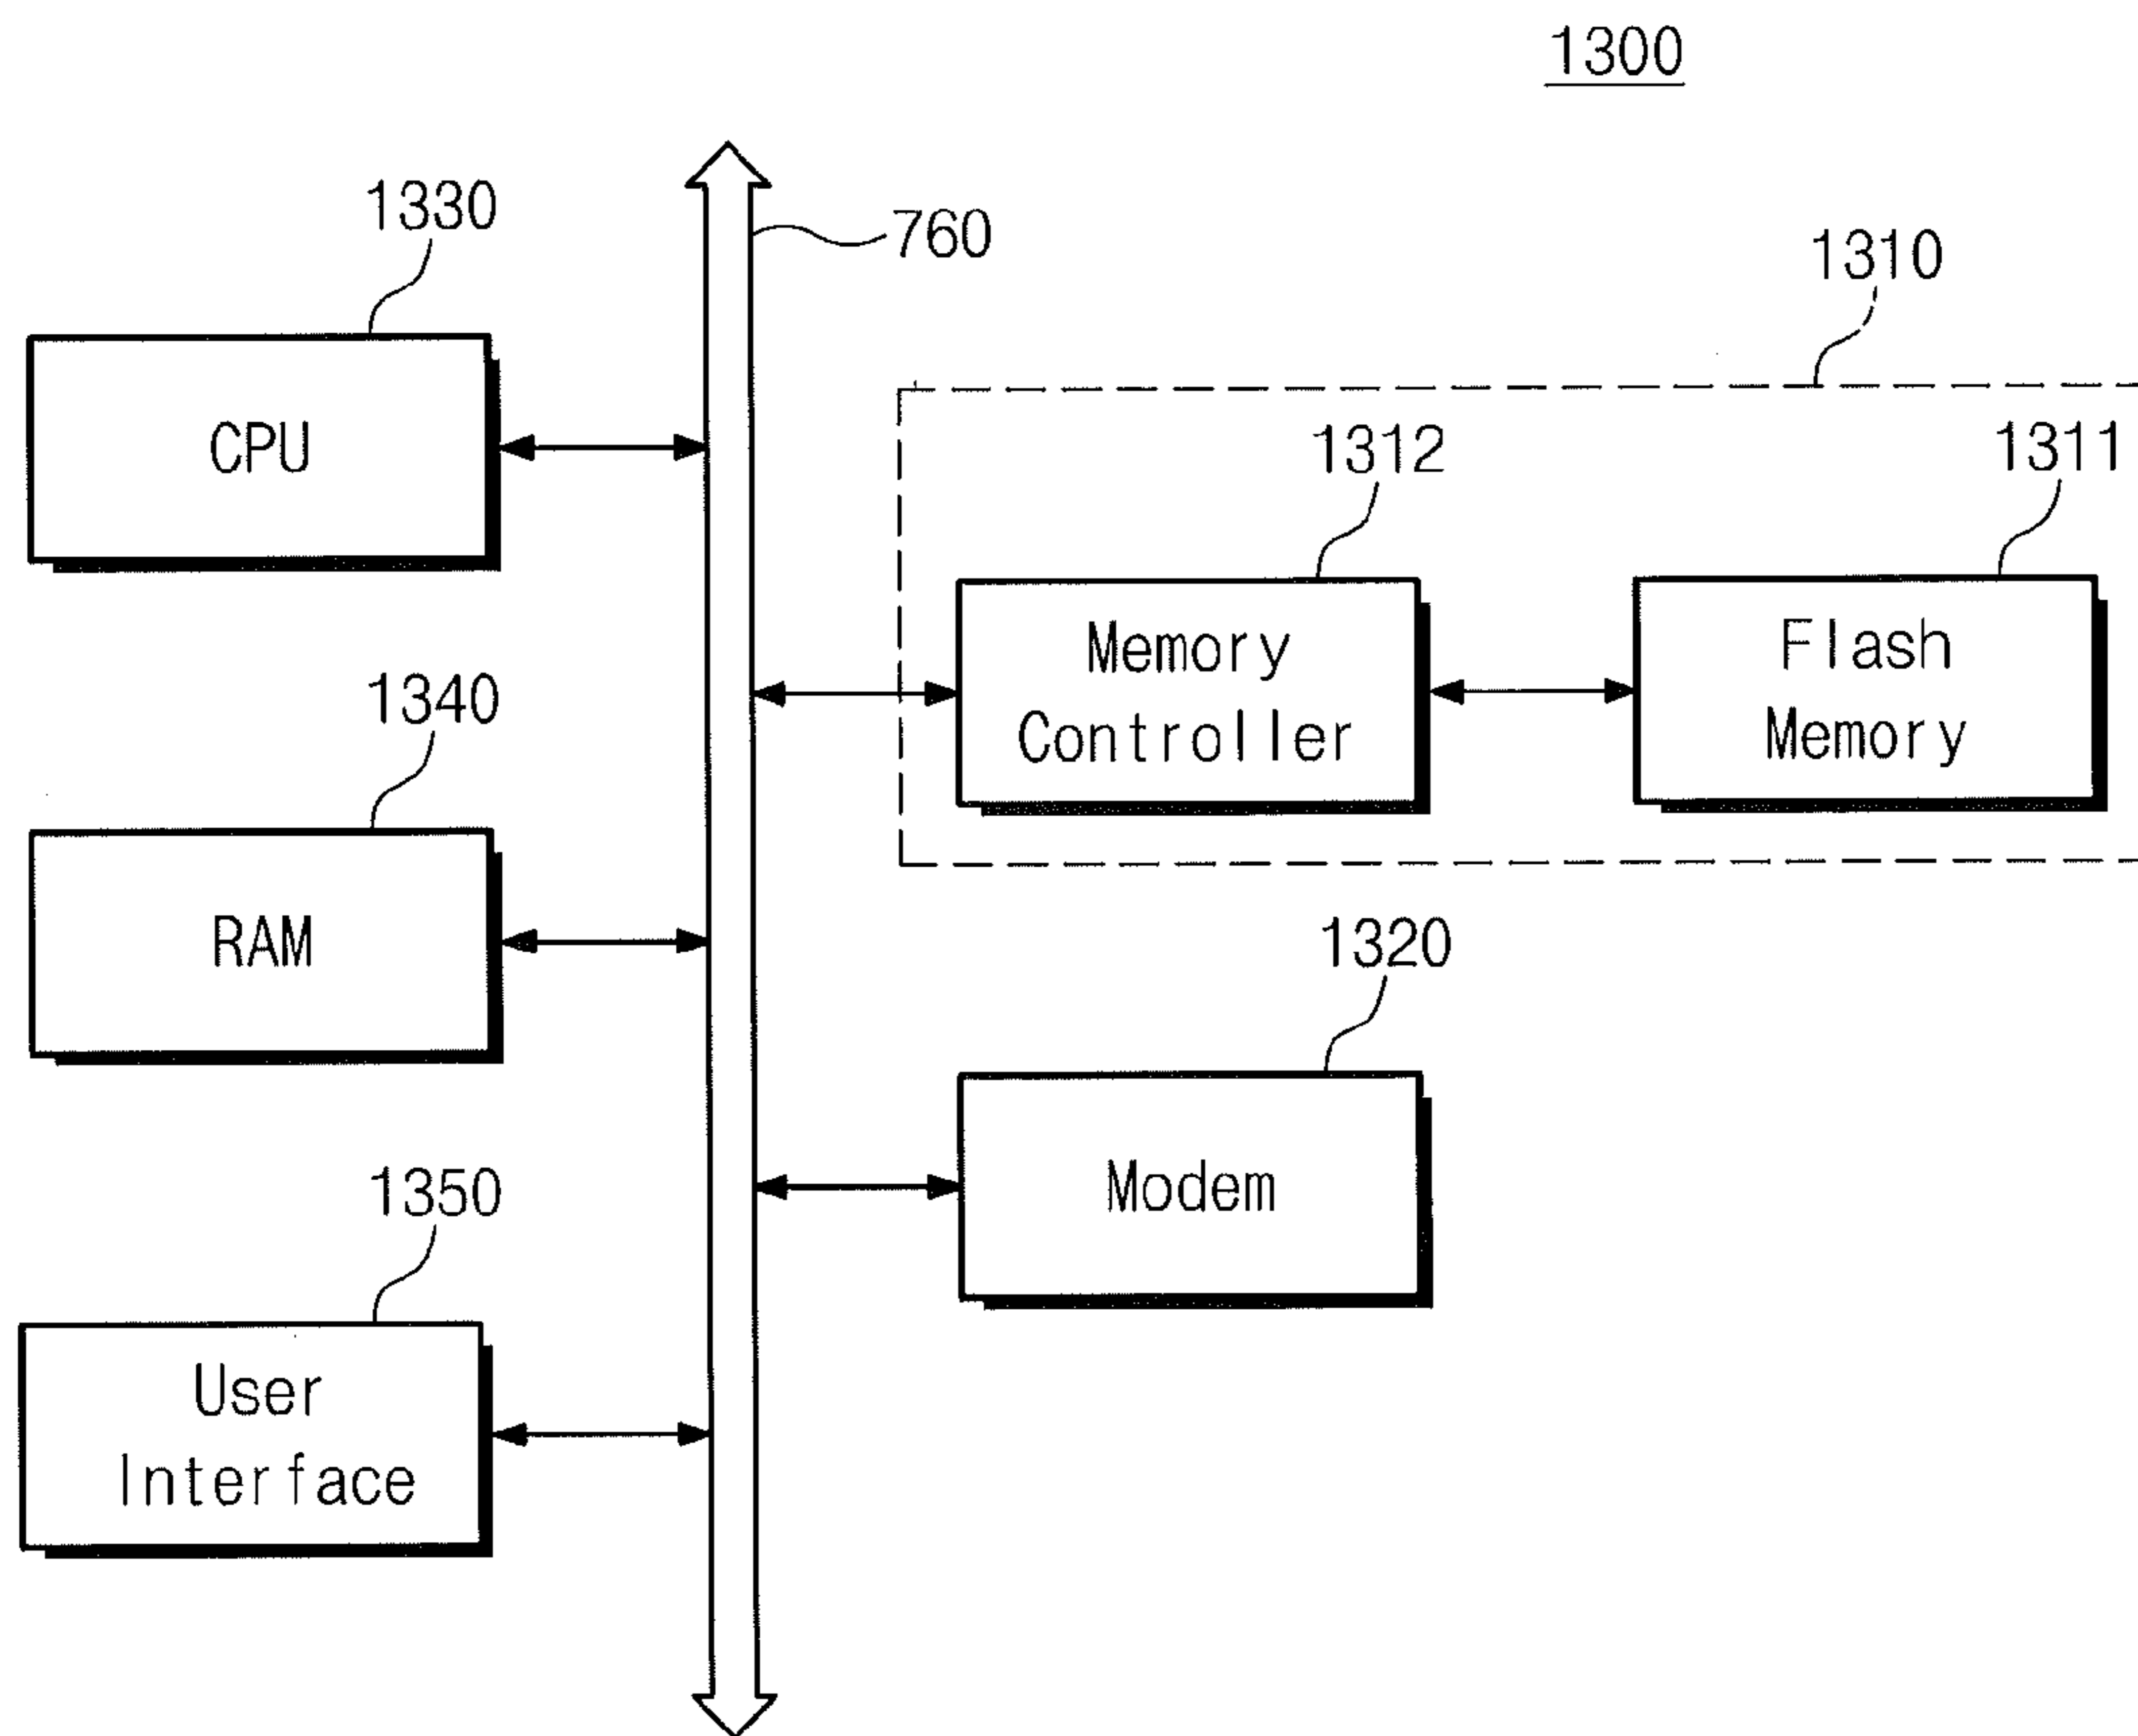 1300
1330
760
1310
CPU
1312
1311
Memory
Controller
Flash
Memory
1340
RAM
1320
Modem
1350
User
Interface